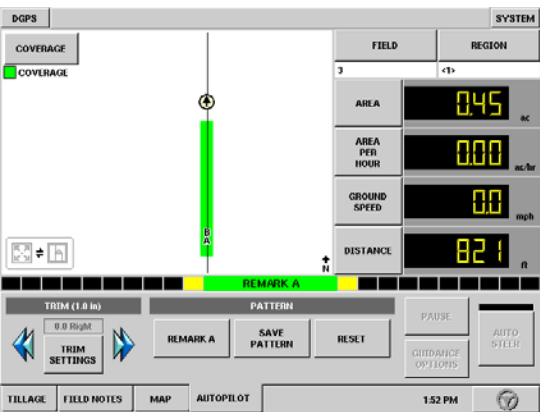 DGPS
SYSTEM
COVERAGE
COVERAGE
B
A
N
FIELD
REGION
3
<1>
AREA
0.45
ac
AREA
PER
HOUR
0.00
ac/hr
GROUND
SPEED
0.0
mph
DISTANCE
821
ft
REMARK A
TRIM (1.0 in)
0.0 Right
TRIM
SETTINGS
PATTERN
REMARK A
SAVE
PATTERN
RESET
PAUSE
GUIDANCE
OPTIONS
AUTO
STEER
TILLAGE
FIELD NOTES
MAP
AUTOPILOT
1:52 PM